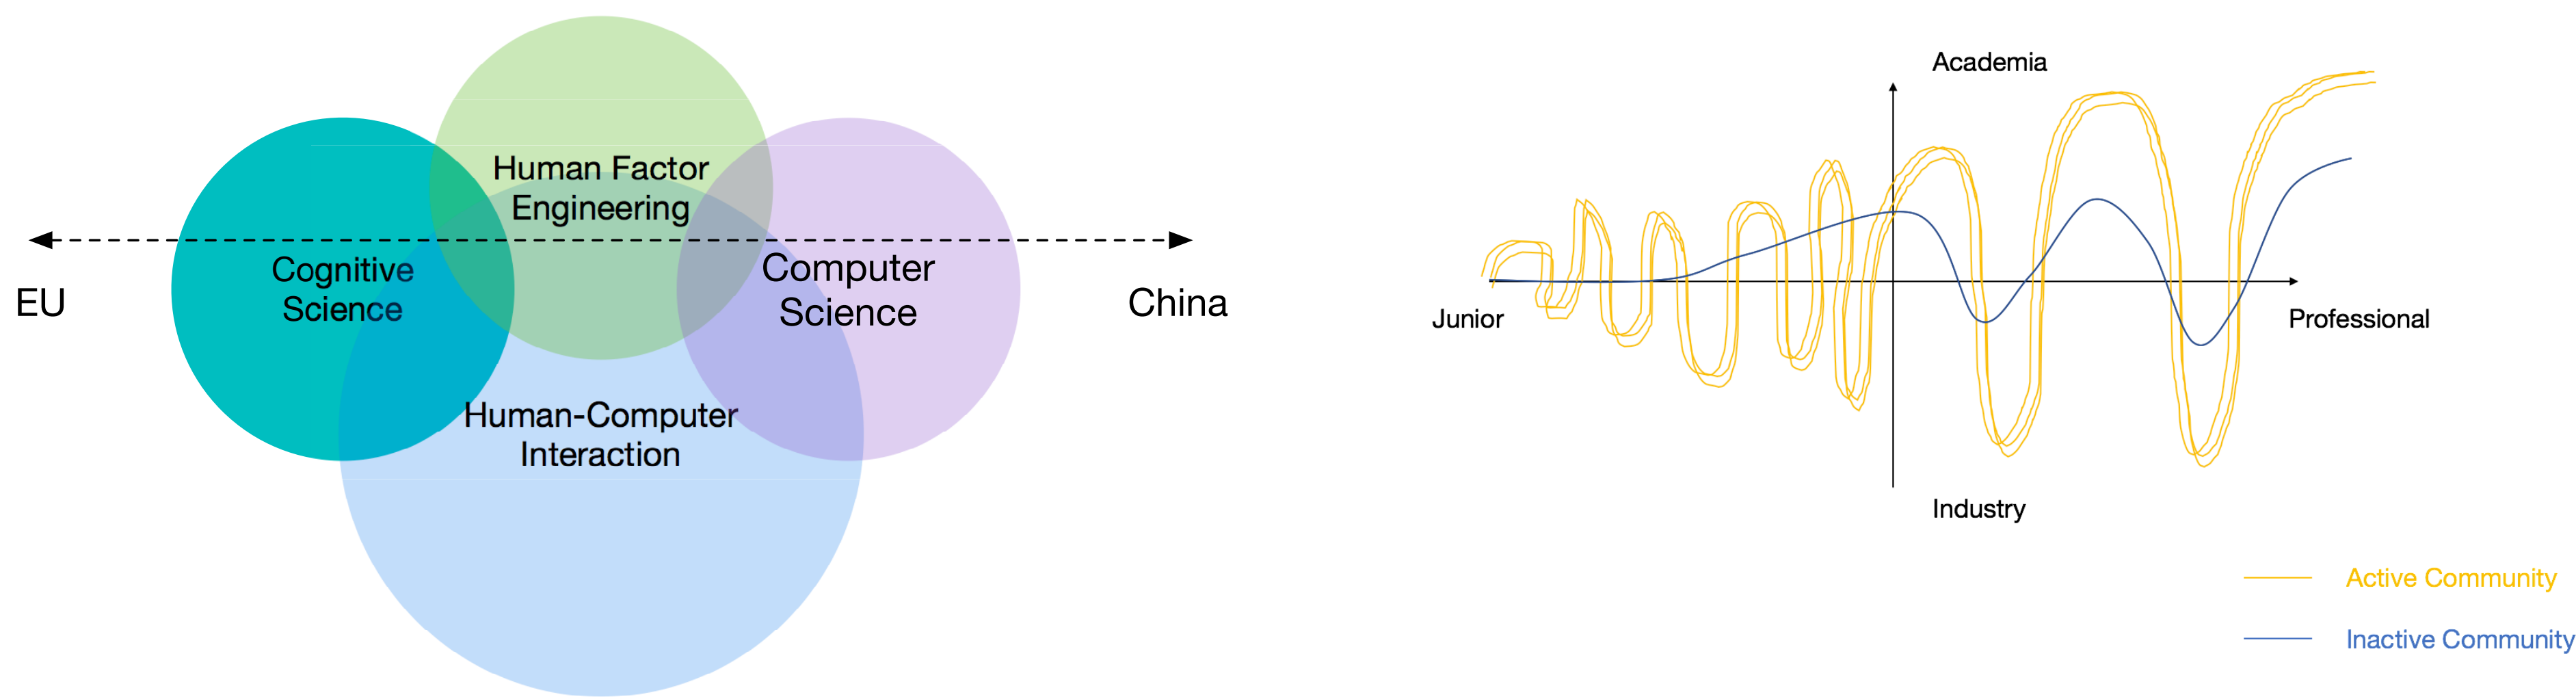 Human Factor
Engineering
Cognitive
Science
Computer
Science
EU
China
Human-Computer
Interaction
Academia
Junior
Professional
Industry
Active Community
Inactive Community